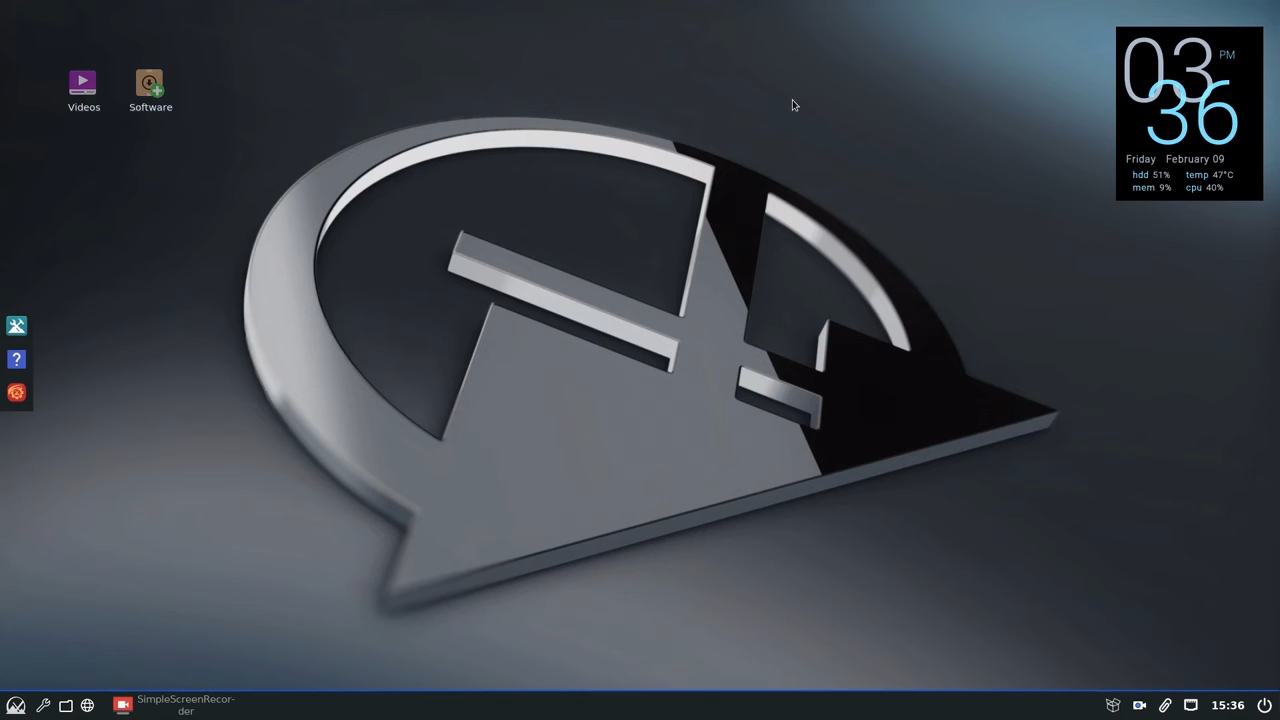 Videos
Software
03 PM
36
Friday February 09
hdd 51% temp 47°C
mem 9% cpu 40%
?
SimpleScreenRecor-
der
15:36